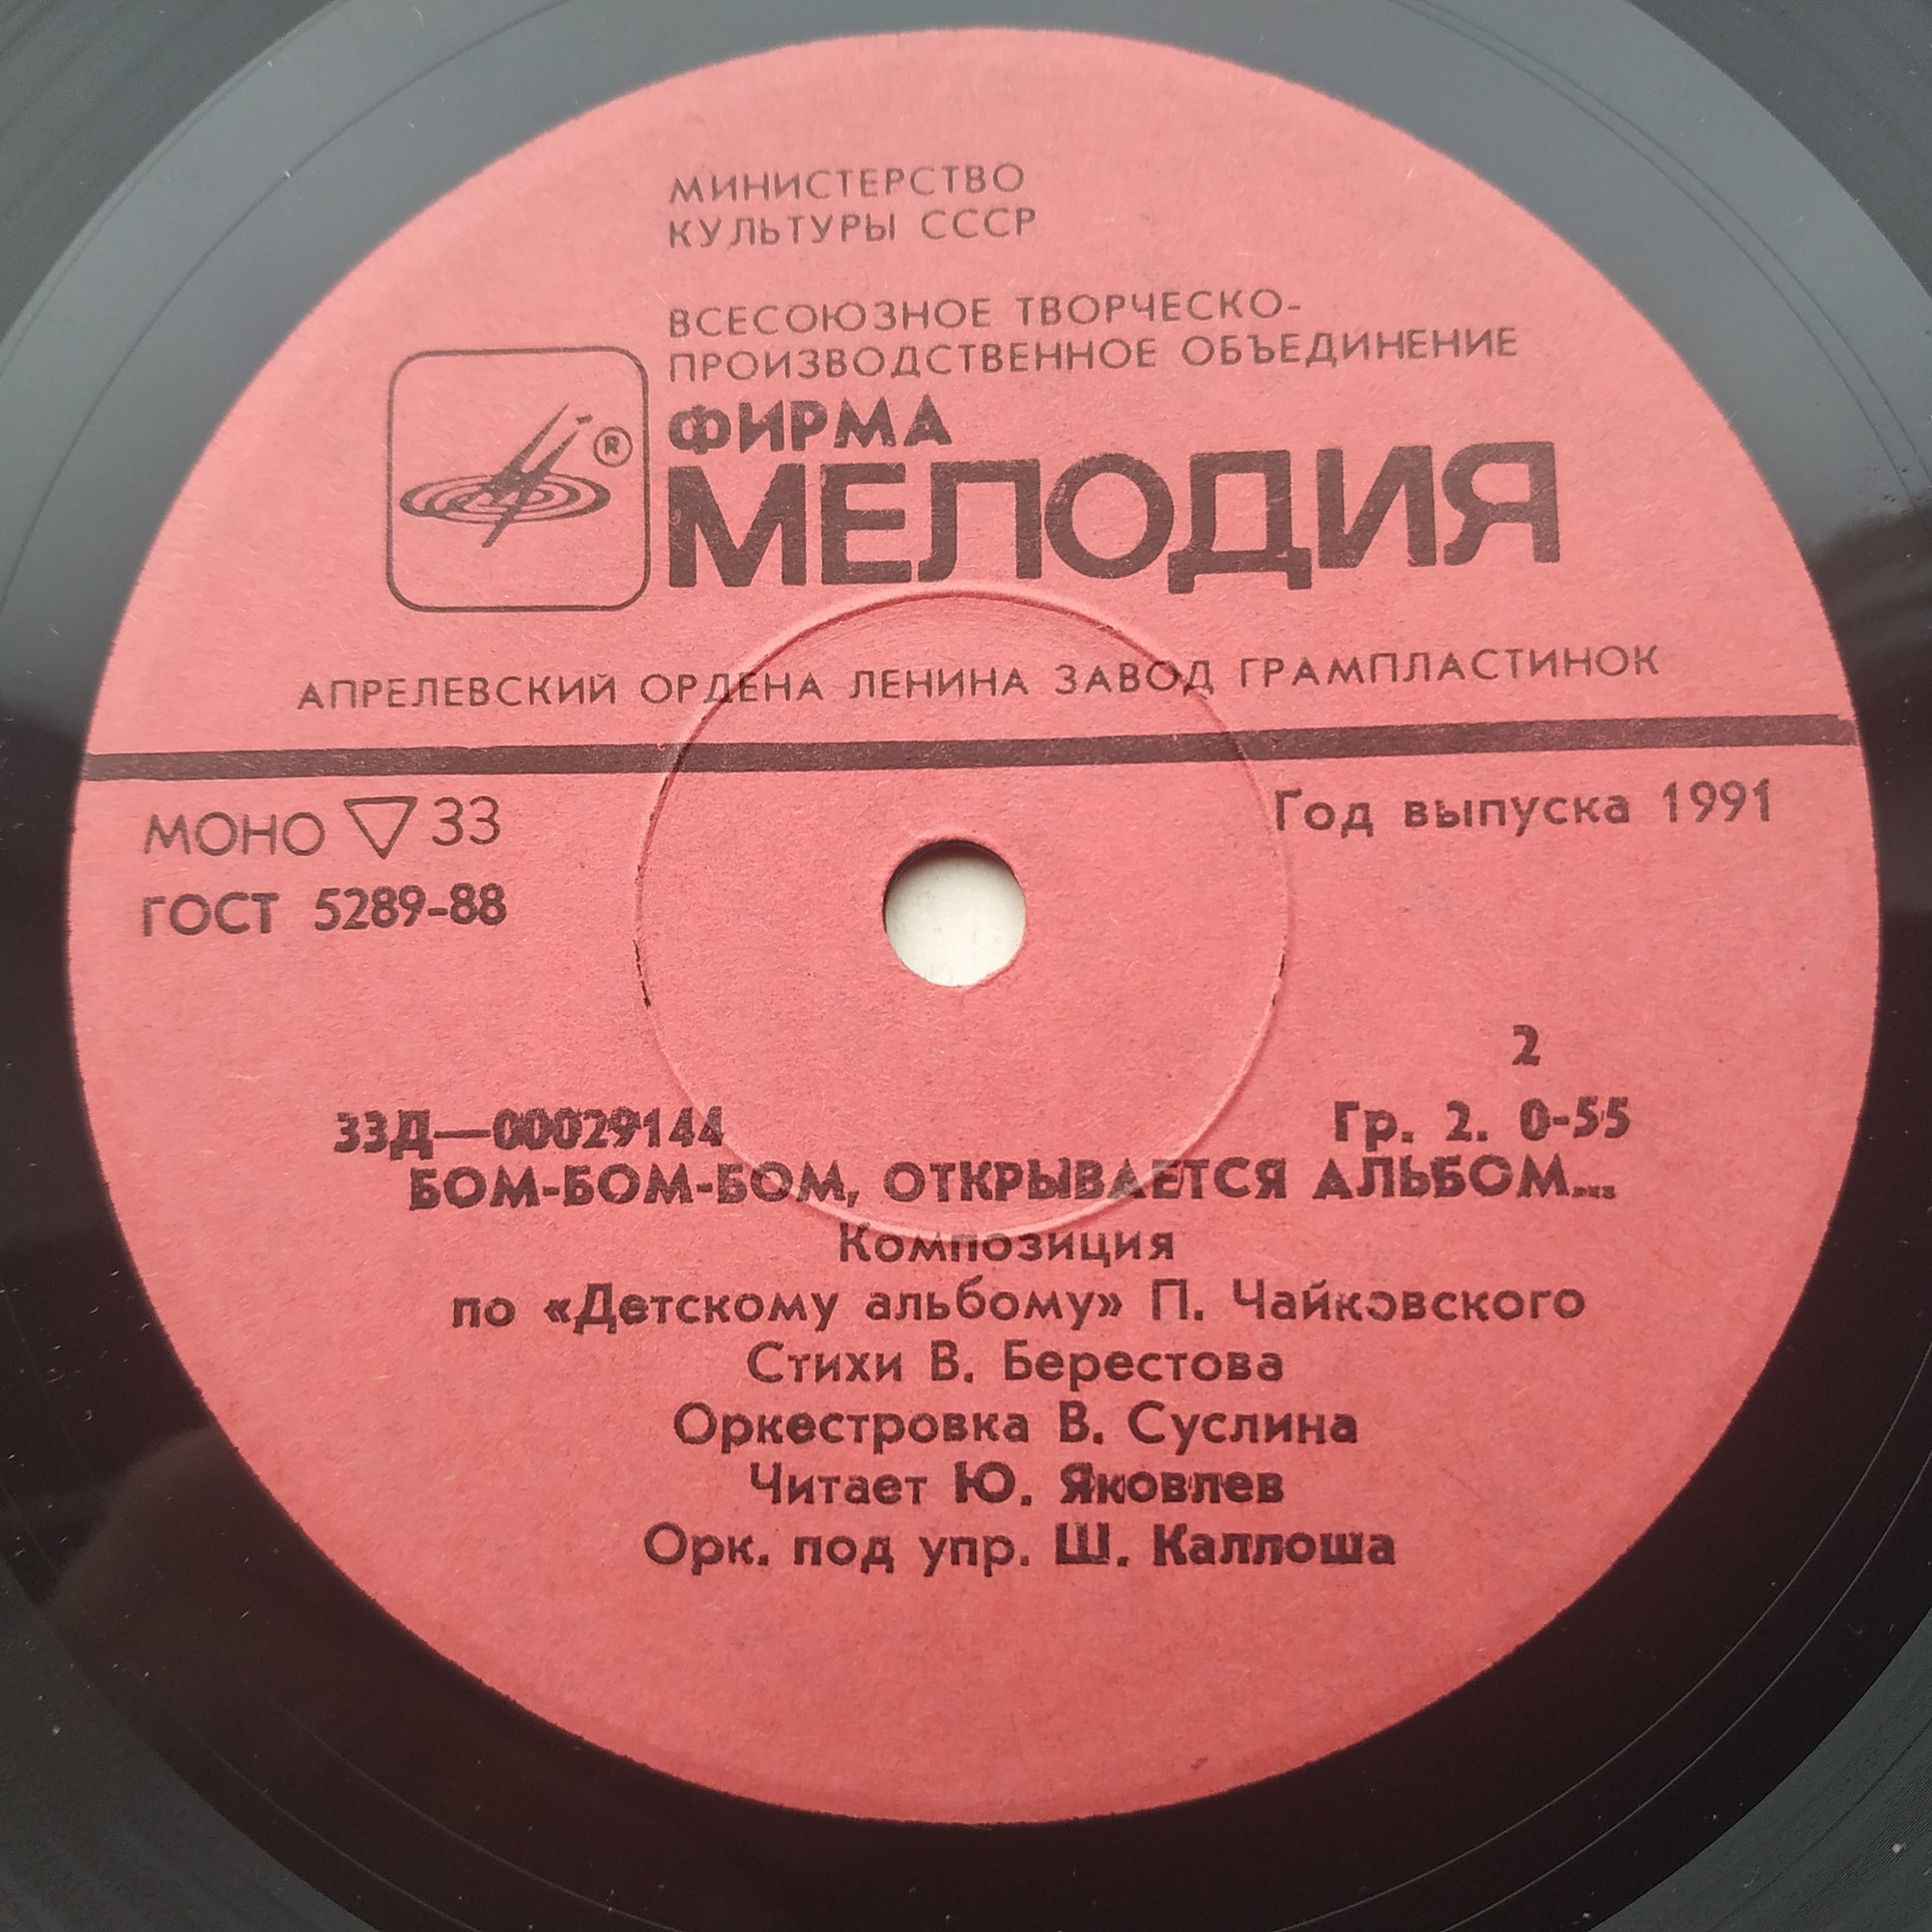 МИНИСТЕРСТВО
КУЛЬТУРЫ СССР
ВСЕСОЮЗНОЕ ТВОРЧЕСКО-
ПРОИЗВОДСТВЕННОЕ ОБЪЕДИНЕНИЕ
ФИРМА
®
МЕЛОДИЯ
АПРЕЛЕВСКИЙ ОРДЕНА ЛЕНИНА ЗАВОД ГРАМПЛАСТИНОК
МОНО ▽ 33
Год выпуска 1991
ГОСТ 5289-88
2
33Д—00029144
Гр. 2. 0-55
БОМ-БОМ-БОМ, ОТКРЫВАЕТСЯ АЛЬБОМ...
Композиция
по «Детскому альбому» П. Чайковского
Стихи В. Берестова
Оркестровка В. Суслина
Читает Ю. Яковлев
Орк. под упр. Ш. Каллоша